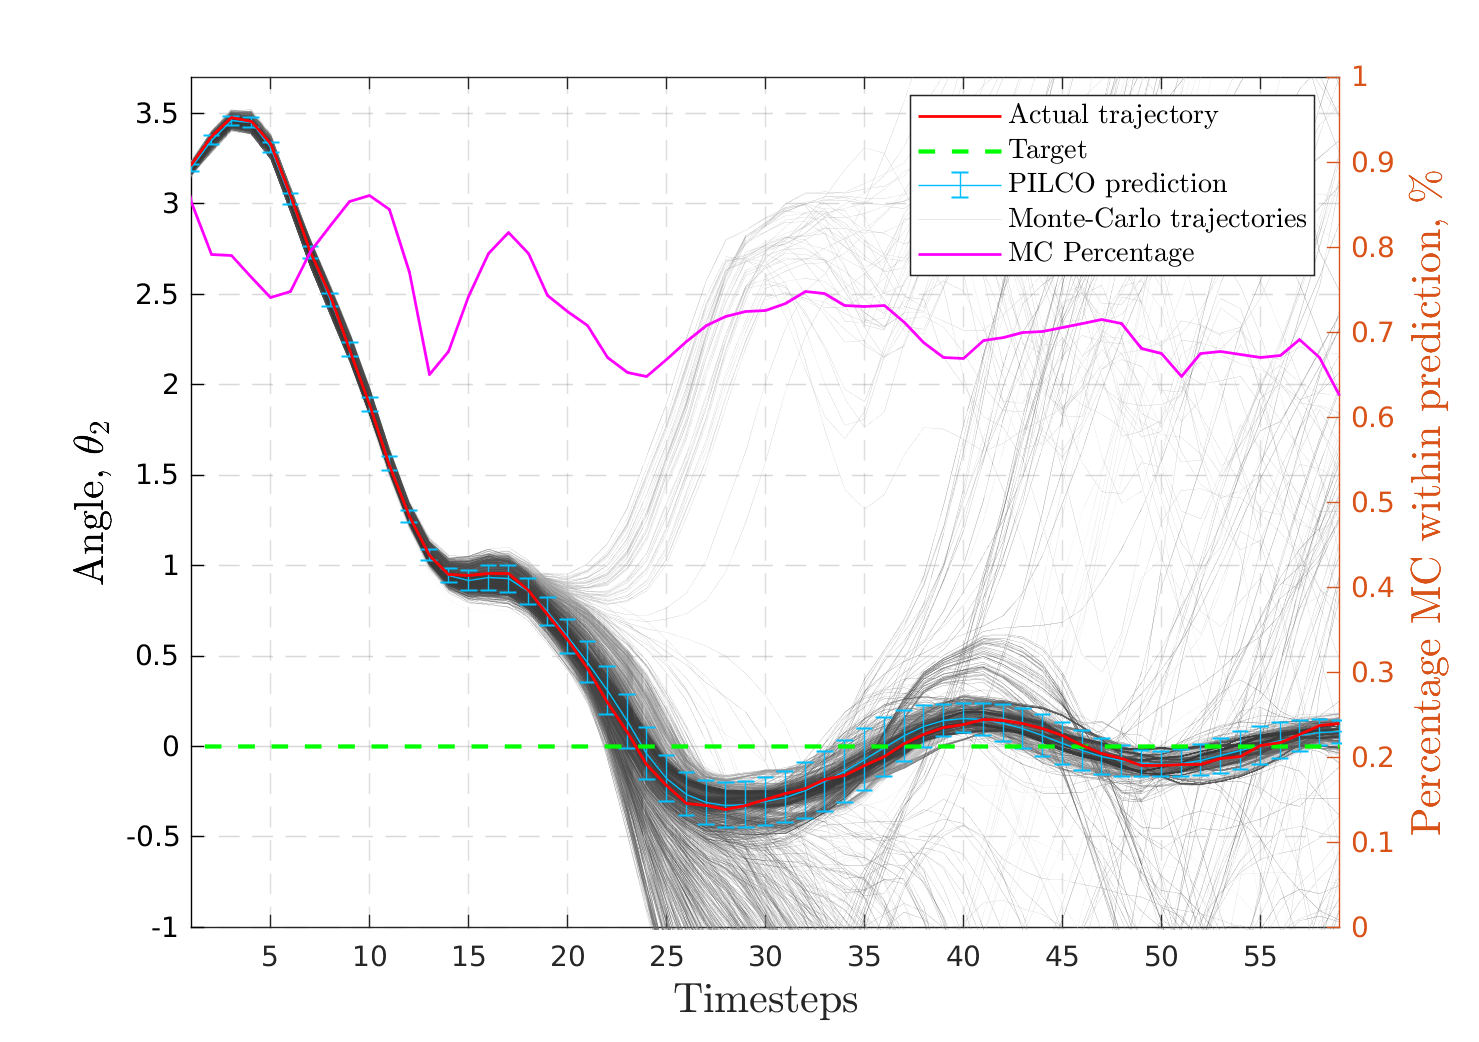 Actual trajectory
Target
PILCO prediction
Monte-Carlo trajectories
MC Percentage
3.5
3
2.5
2
1.5
1
0.5
0
-0.5
-1
Angle, θ₂
5 10 15 20 25 30 35 40 45 50 55
Timesteps
1
0.9
0.8
0.7
0.6
0.5
0.4
0.3
0.2
0.1
0
Percentage MC within prediction, %